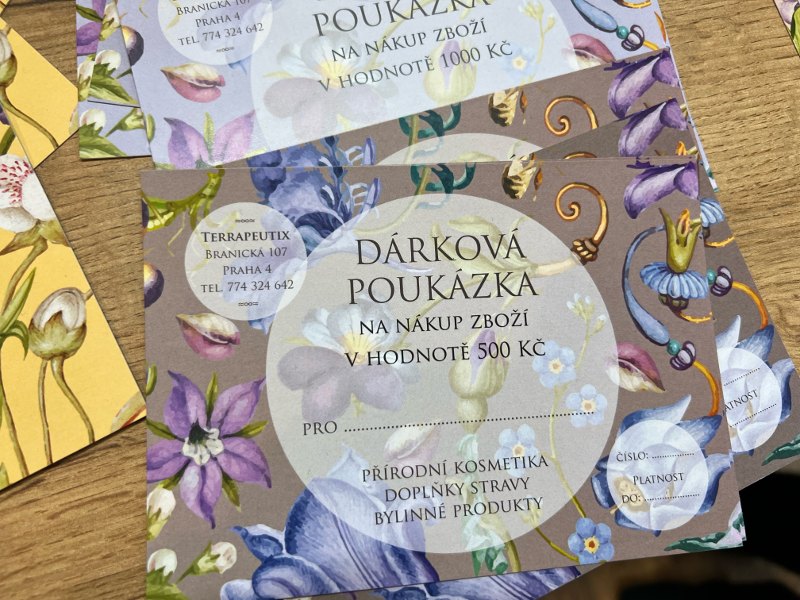 Branická 107
Praha 4
tel. 774 324 642
POUKÁZKA
NA NÁKUP ZBOŽÍ
V HODNOTĚ 1000 KČ
Terrapeutix
Branická 107
Praha 4
tel. 774 324 642
DÁRKOVÁ
POUKÁZKA
NA NÁKUP ZBOŽÍ
V HODNOTĚ 500 KČ
PRO ........................................
PŘÍRODNÍ KOSMETIKA
DOPLŇKY STRAVY
BYLINNÉ PRODUKTY
ČÍSLO: ................
PLATNOST
DO: .....................